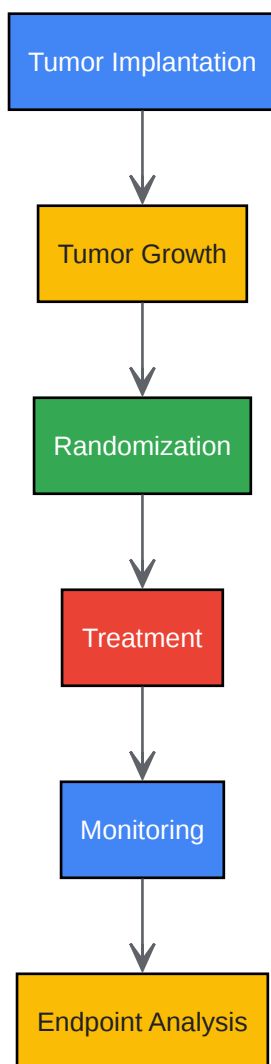 Tumor Implantation
Tumor Growth
Randomization
Treatment
Monitoring
Endpoint Analysis